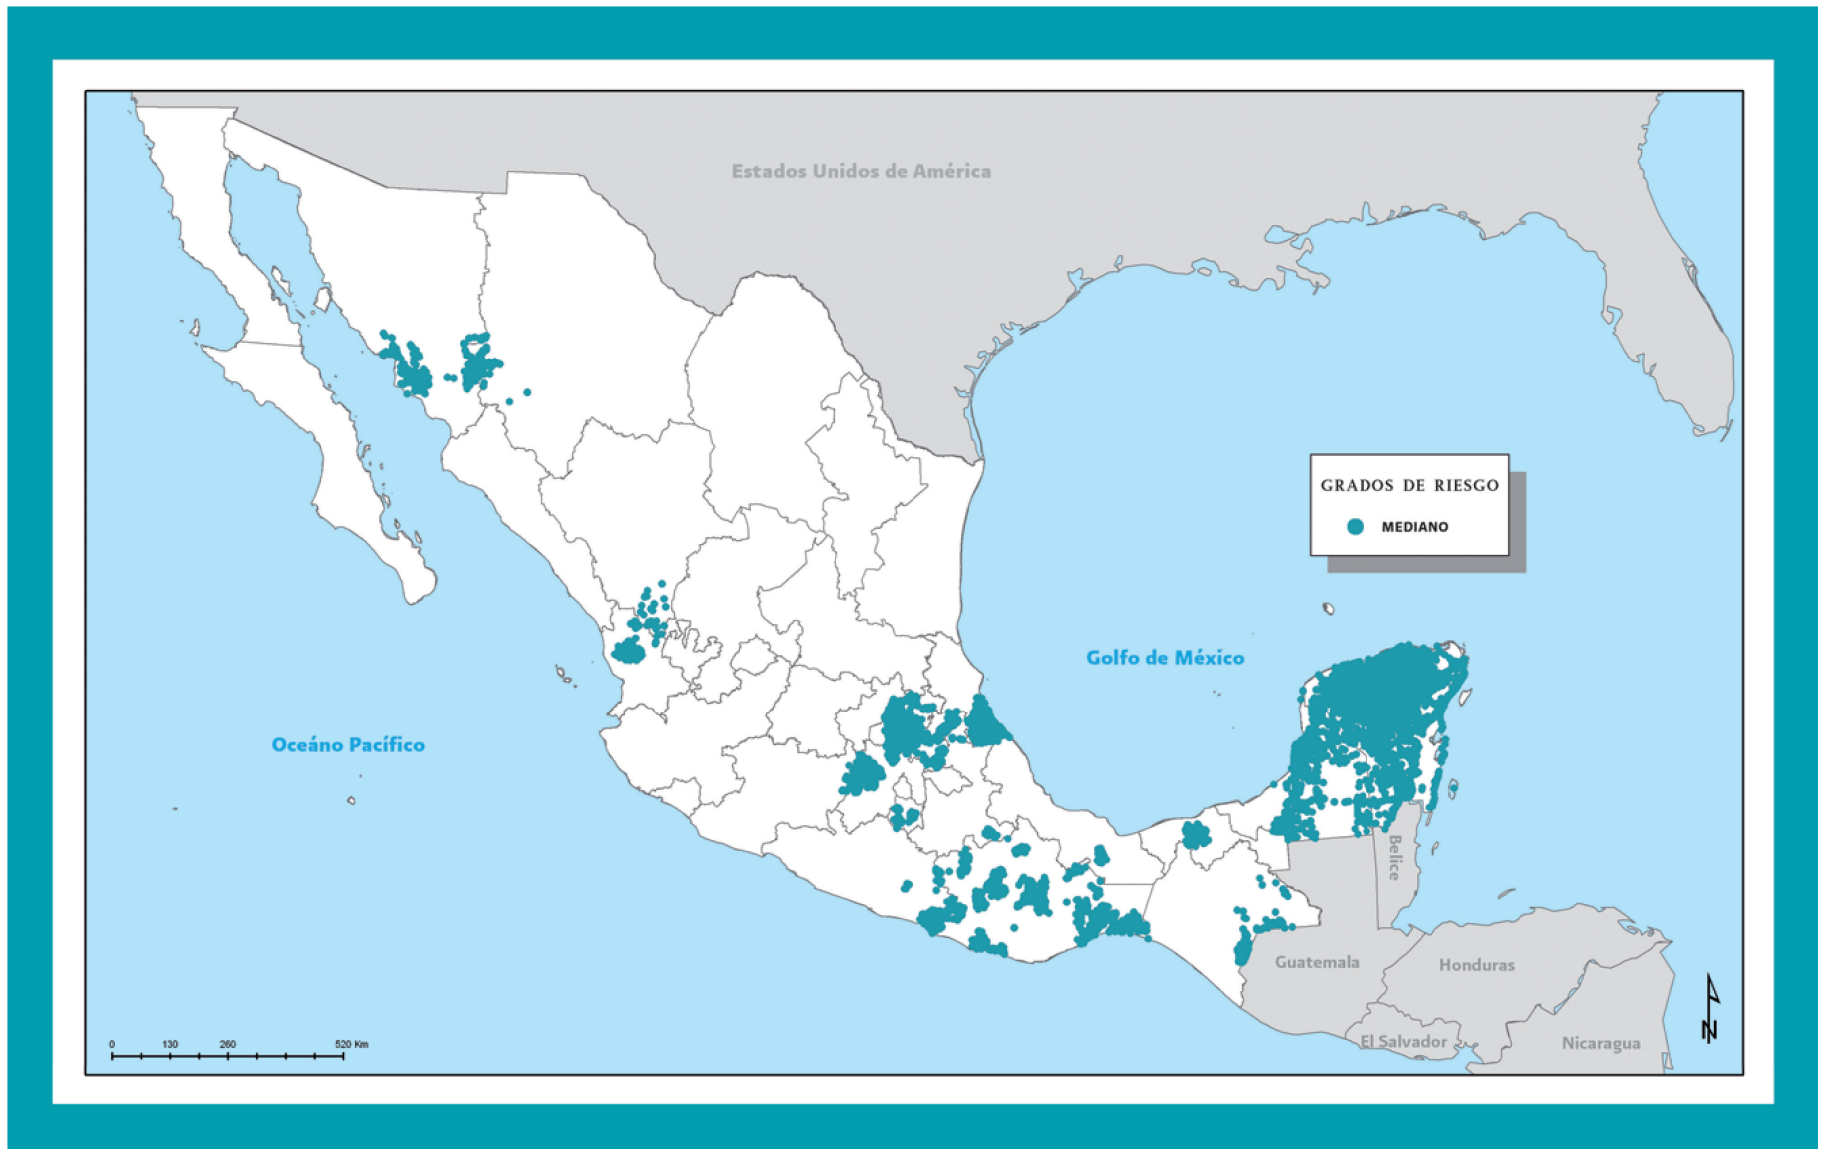 Estados Unidos de América
GRADOS DE RIESGO
MEDIANO
Golfo de México
Oceáno Pacífico
Belice
Guatemala
Honduras
El Salvador
Nicaragua
0 130 260 520 Km
N